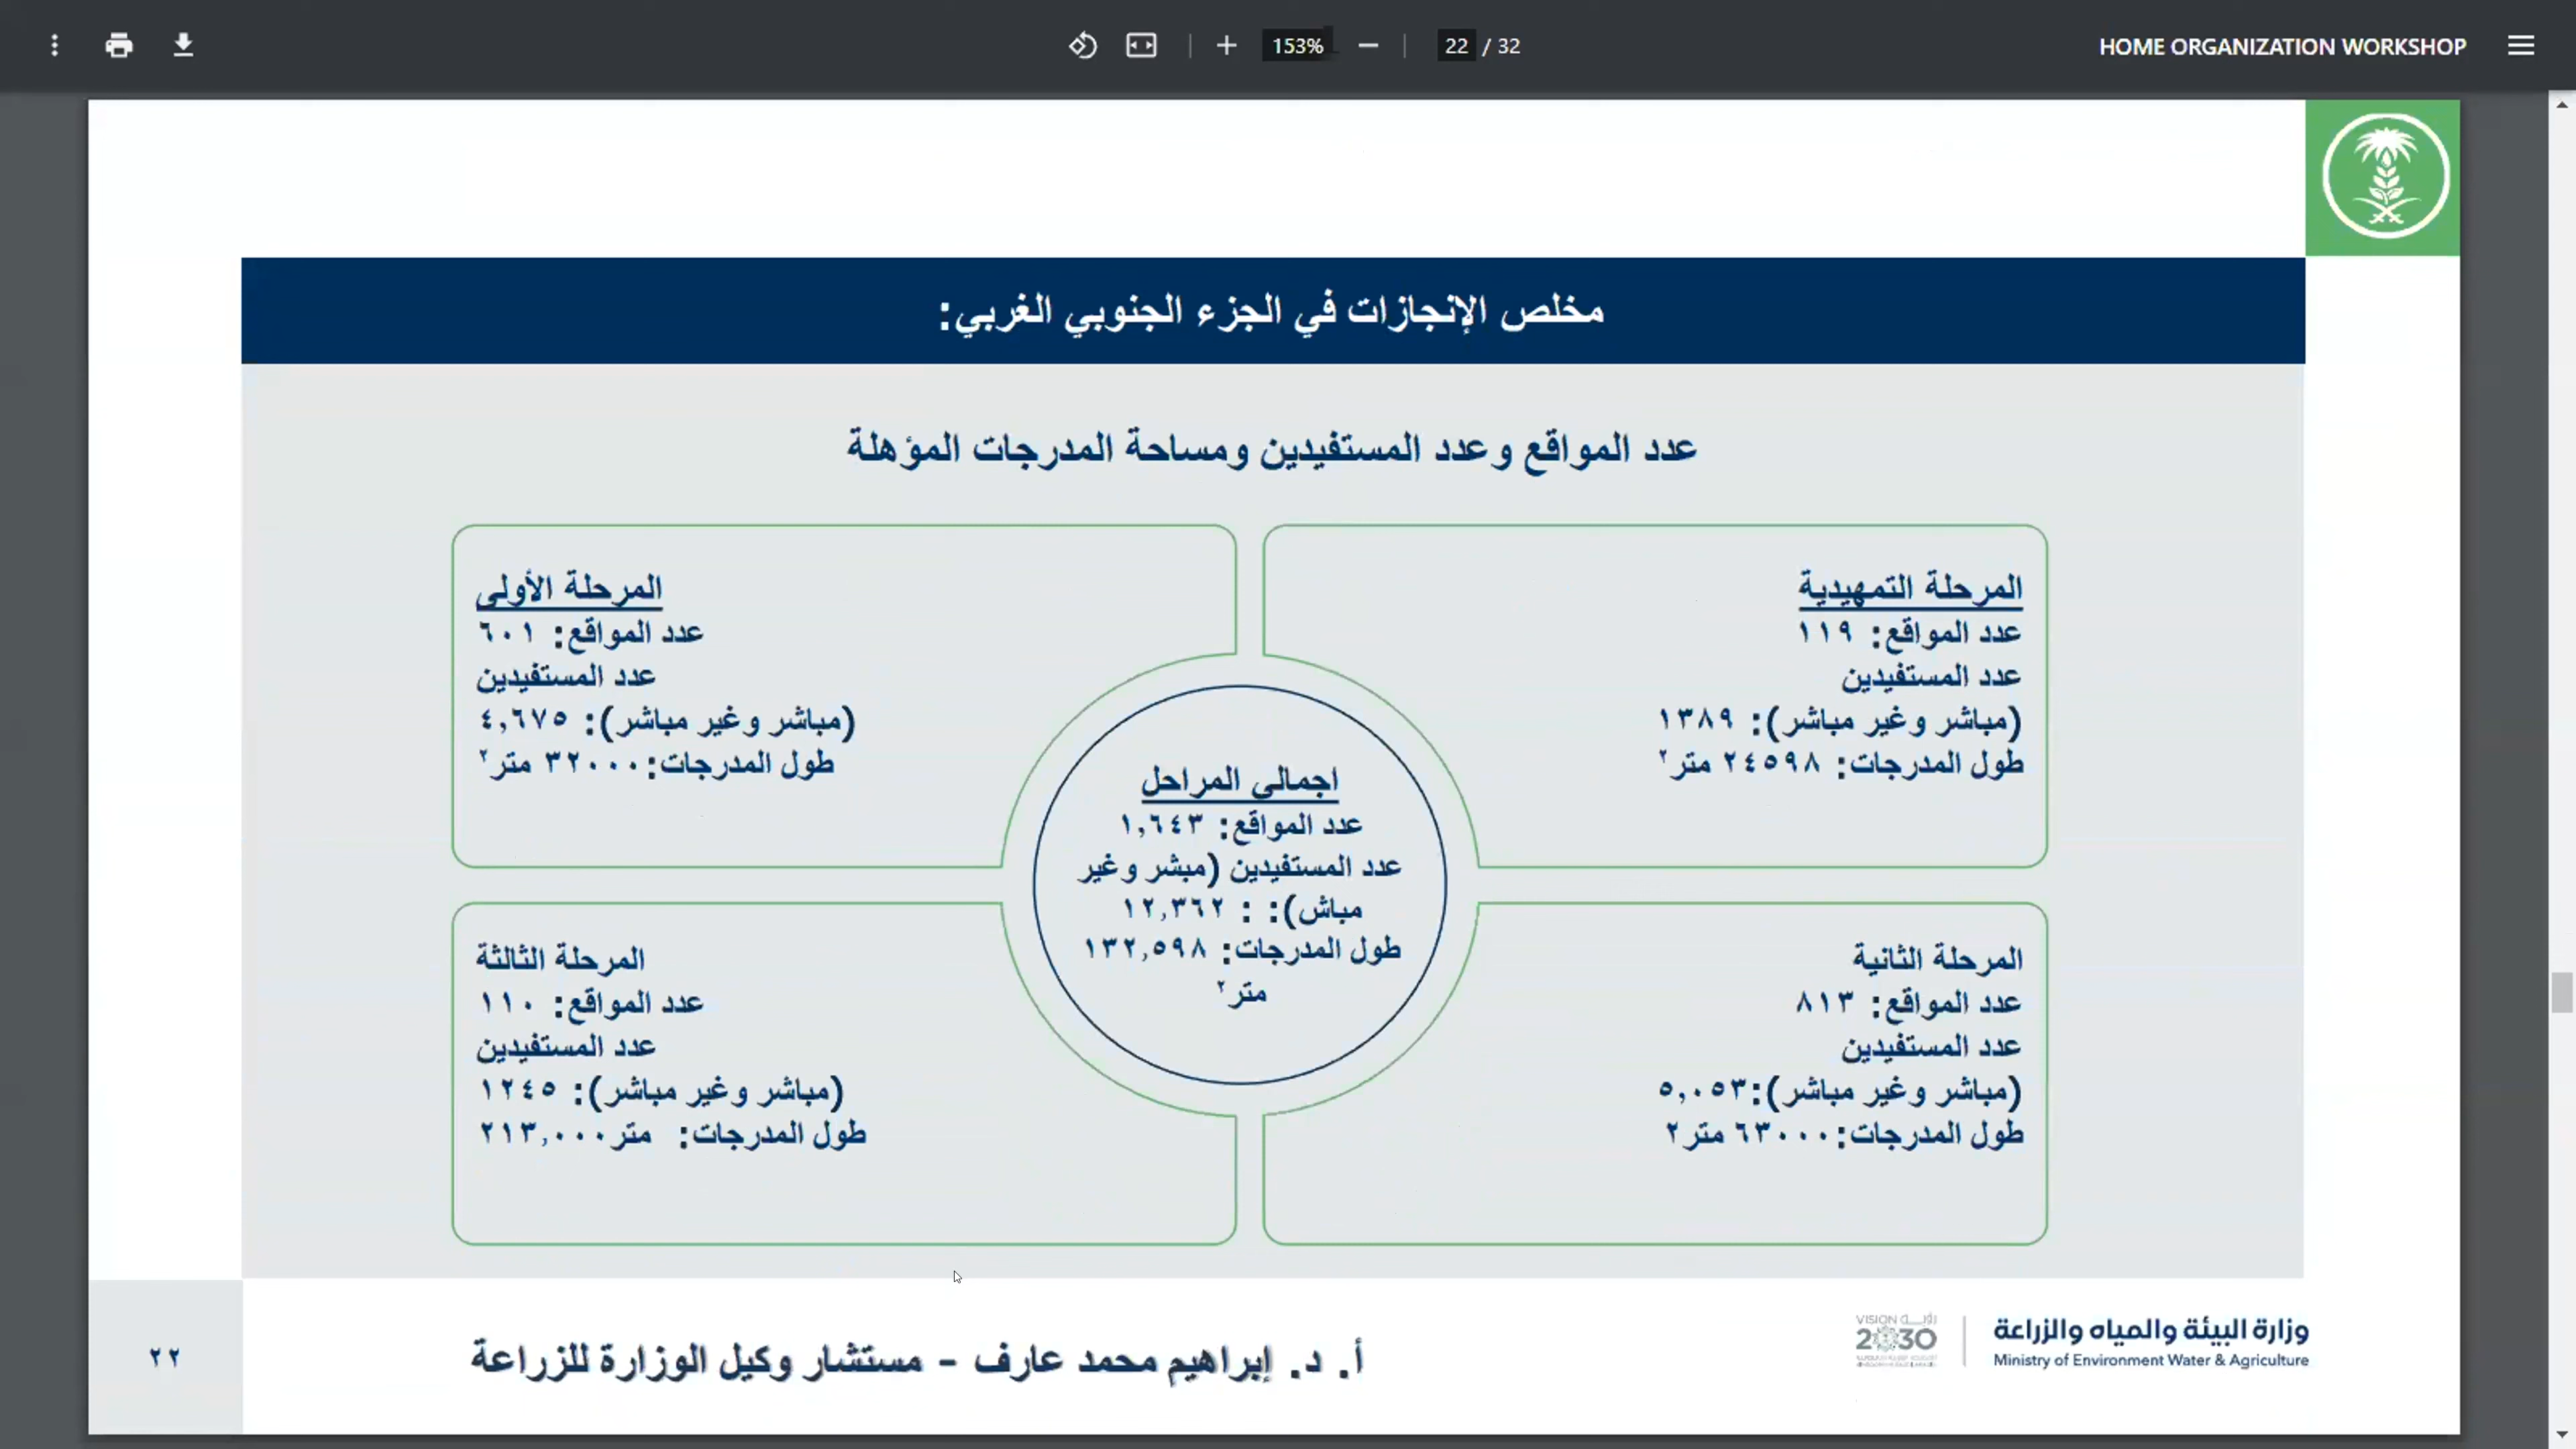 153%
22 / 32
HOME ORGANIZATION WORKSHOP
مخلص الإنجازات في الجزء الجنوبي الغربي:
عدد المواقع وعدد المستفيدين ومساحة المدرجات المؤهلة
المرحلة التمهيدية
عدد المواقع: ١١٩
عدد المستفيدين
(مباشر وغير مباشر): ١٣٨٩
طول المدرجات: ٢٤٥٩٨ متر٢
المرحلة الأولى
عدد المواقع: ٦٠١
عدد المستفيدين
(مباشر وغير مباشر): ٤,٦٧٥
طول المدرجات: ٣٢٠٠٠ متر٢
اجمالي المراحل
عدد المواقع: ١,٦٤٣
عدد المستفيدين (مبشر وغير
مباش): : ١٢,٣٦٢
طول المدرجات: ١٣٢,٥٩٨
متر٢
المرحلة الثانية
عدد المواقع: ٨١٣
عدد المستفيدين
(مباشر وغير مباشر):٥,٠٥٣
طول المدرجات:٦٣٠٠٠ متر٢
المرحلة الثالثة
عدد المواقع: ١١٠
عدد المستفيدين
(مباشر وغير مباشر): ١٢٤٥
طول المدرجات: متر٢١٣,٠٠٠
وزارة البيئة والمياه والزراعة
Ministry of Environment Water & Agriculture
VISION رؤيـــة
2030
أ. د. إبراهيم محمد عارف - مستشار وكيل الوزارة للزراعة
٢٢